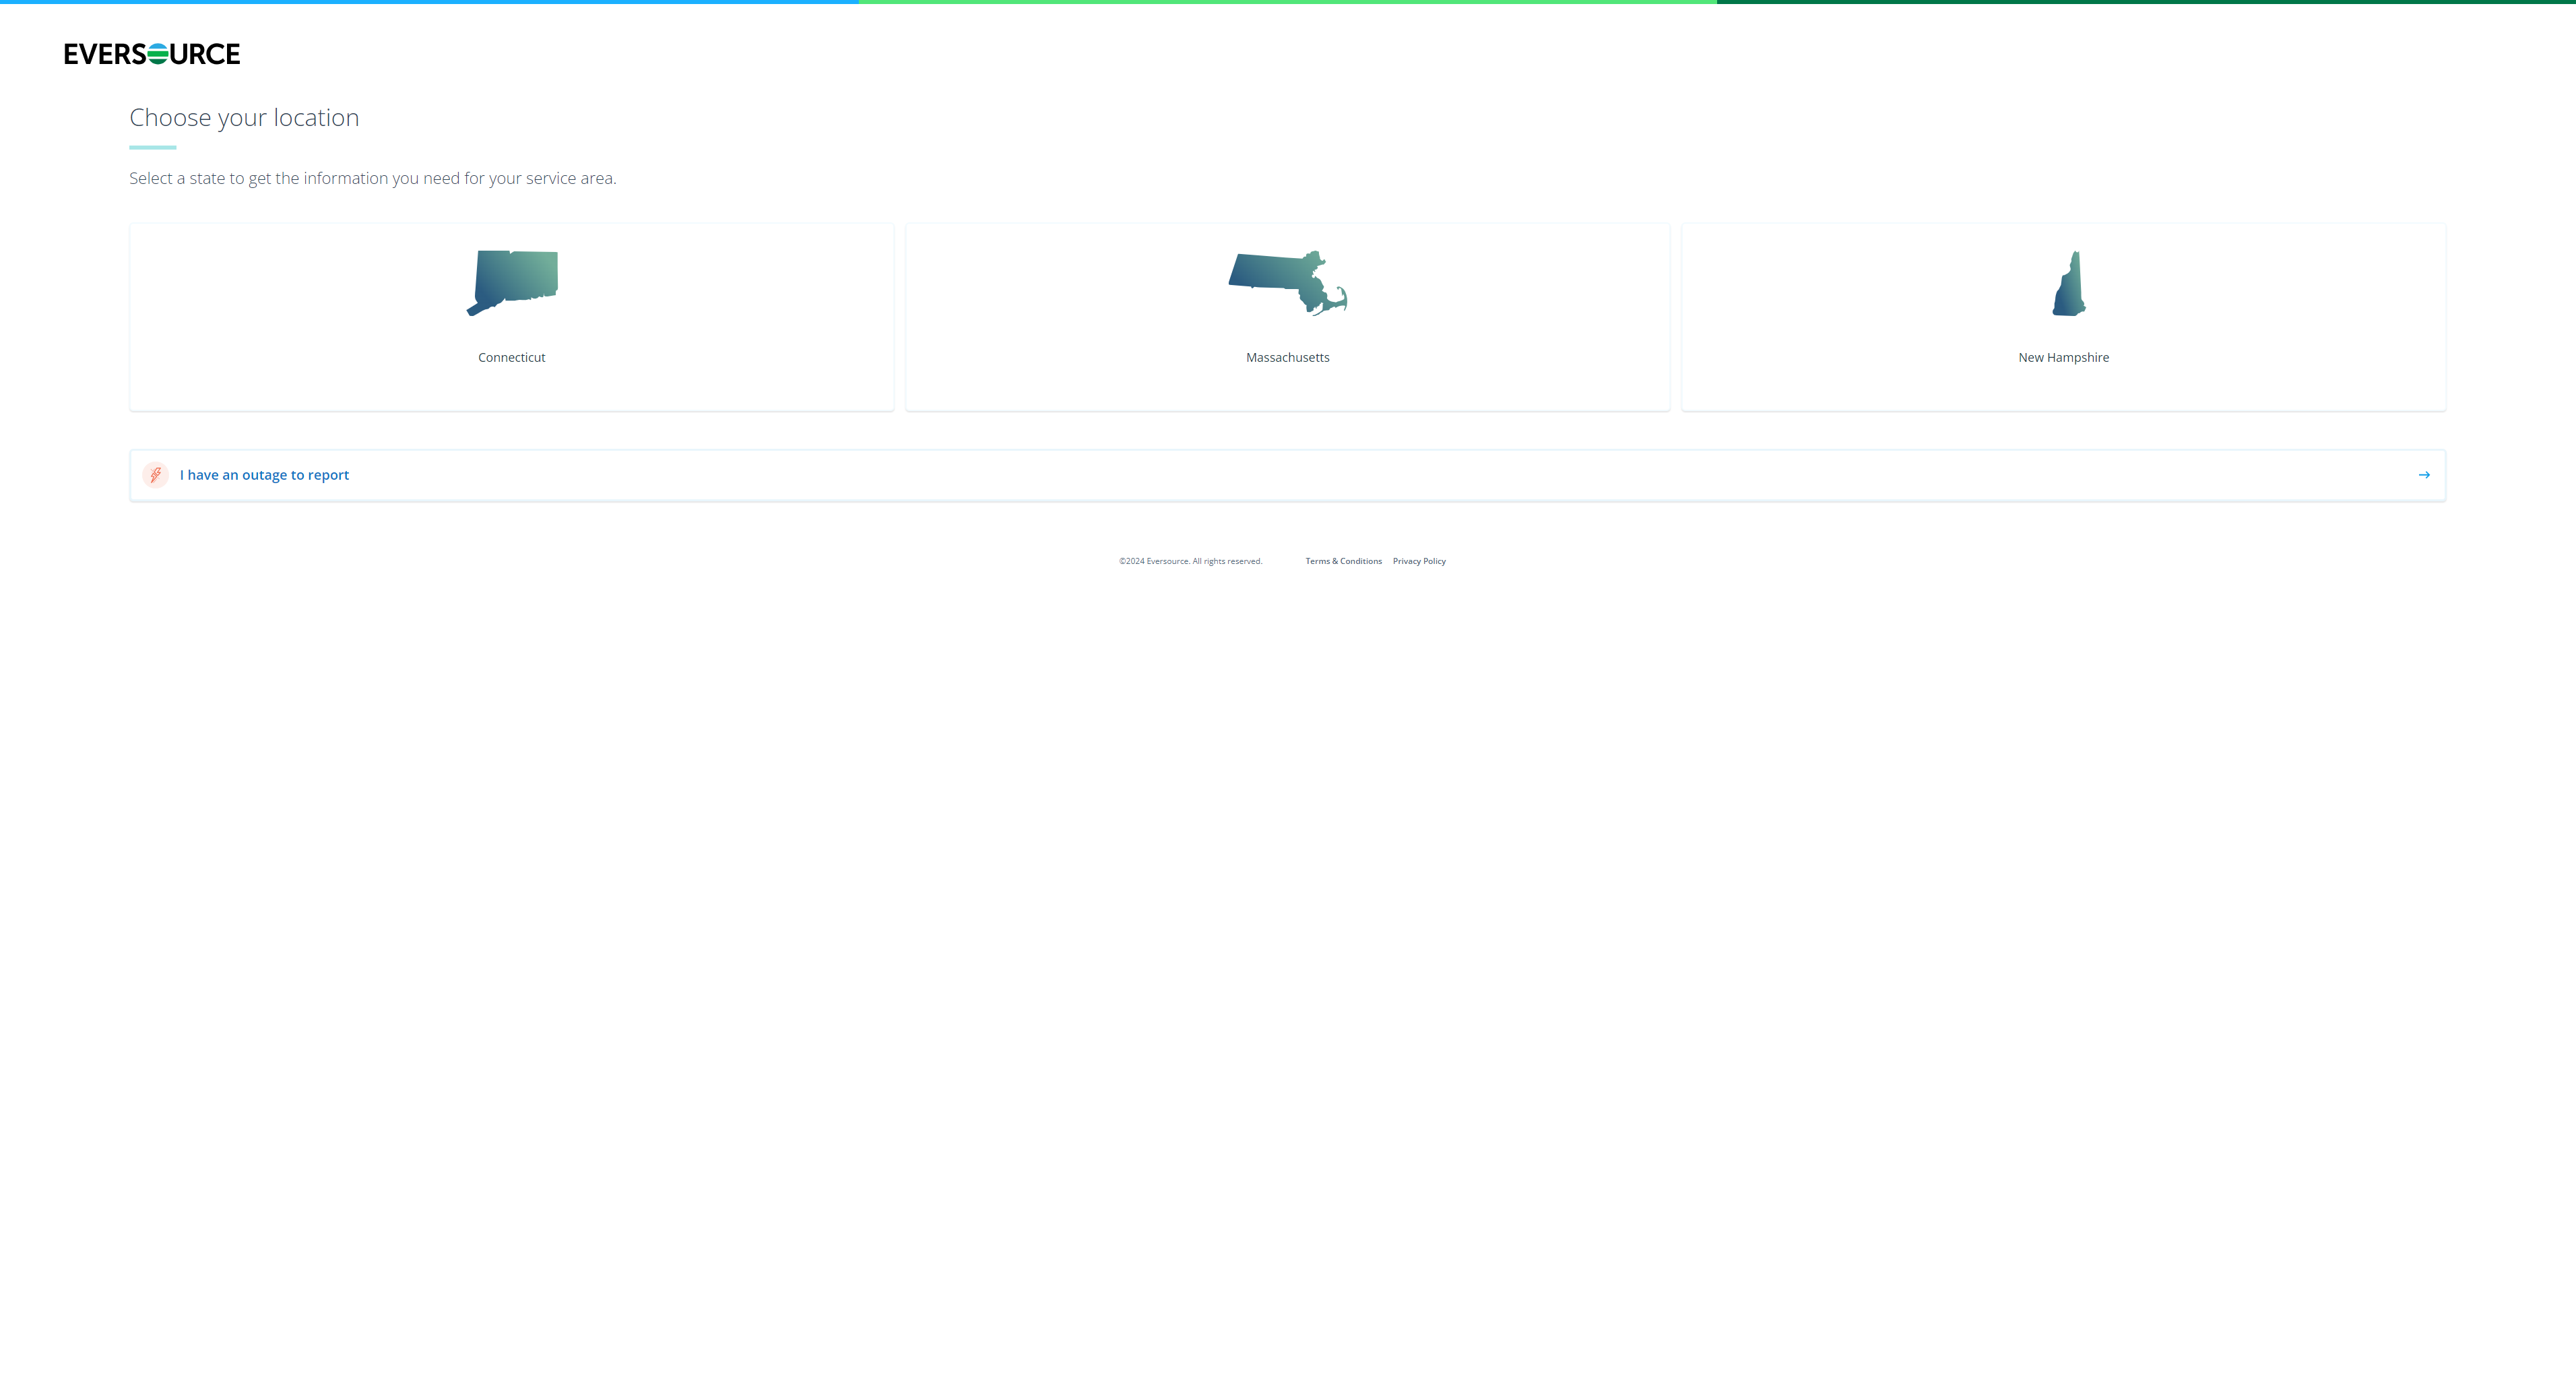 EVERSOURCE
Choose your location
Select a state to get the information you need for your service area.
Connecticut
Massachusetts
New Hampshire
I have an outage to report
©2024 Eversource. All rights reserved. Terms & Conditions Privacy Policy